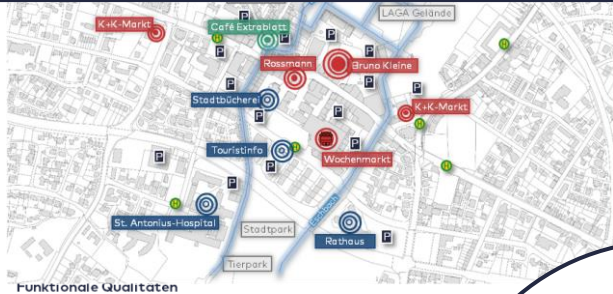 LAGA Gelände
K+K-Markt
Café Extrablatt
Rossmann
Bruno Kleine
Stadtbücherei
K+K-Markt
Touristinfo
Wochenmarkt
St. Antonius-Hospital
Stadtpark
Rathaus
Tierpark
Funktionale Qualitäten
P
P
P
P
P
P
P
P
P
P
P
P
P
P
H
H
H
H
H
H